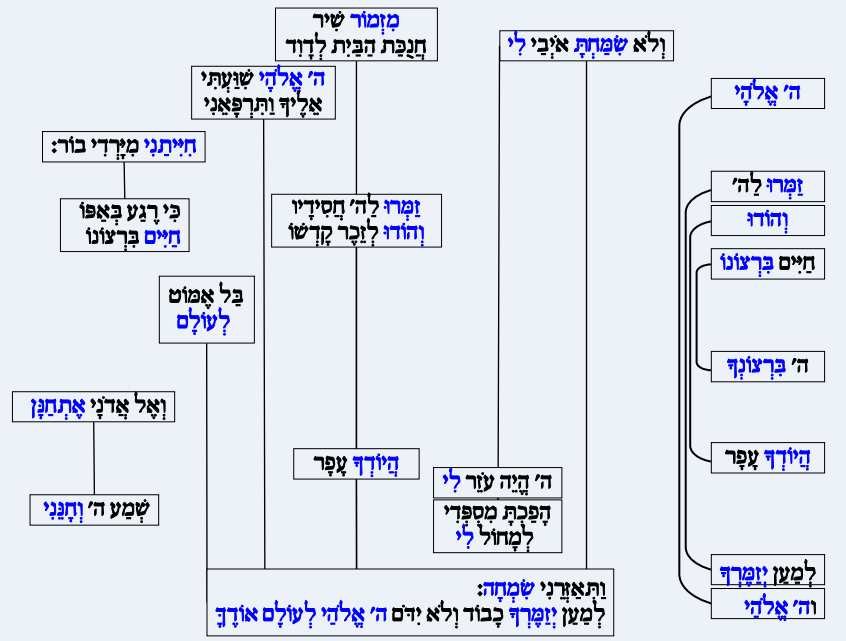 מִזְמוֹר שִׁיר
חֲנֻכַּת הַבַּיִת לְדָוִד
וְלֹא שִׂמַּחְתָּ אֹיְבַי לִי
ה' אֱלֹהָי שִׁוַּעְתִּי
אֵלֶיךָ וַתִּרְפָּאֵנִי
ה' אֱלֹהָי
חִיִּיתַנִי מִיָּרְדִי בוֹר:
זַמְּרוּ לַה'
כִּי רֶגַע בְּאַפּוֹ
חַיִּים בִּרְצוֹנוֹ
זַמְּרוּ לַה' חֲסִידָיו
וְהוֹדוּ לְזֵכֶר קָדְשׁוֹ
וְהוֹדוּ
חַיִּים בִּרְצוֹנוֹ
בַּל אֶמּוֹט
לְעוֹלָם
ה' בִּרְצוֹנְךָ
וְאֶל אֲדֹנָי אֶתְחַנָּן
הֲיוֹדְךָ עָפָר
הֲיוֹדְךָ עָפָר
ה' הֱיֵה עֹזֵר לִי
הָפַכְתָּ מִסְפְּדִי
לְמָחוֹל לִי
שְׁמַע ה' וְחָנֵּנִי
וַתְּאַזְּרֵנִי שִׂמְחָה:
לְמַעַן יְזַמֶּרְךָ כָבוֹד וְלֹא יִדֹּם ה' אֱלֹהַי לְעוֹלָם אוֹדֶךָּ
לְמַעַן יְזַמֶּרְךָ
וה' אֱלֹהַי